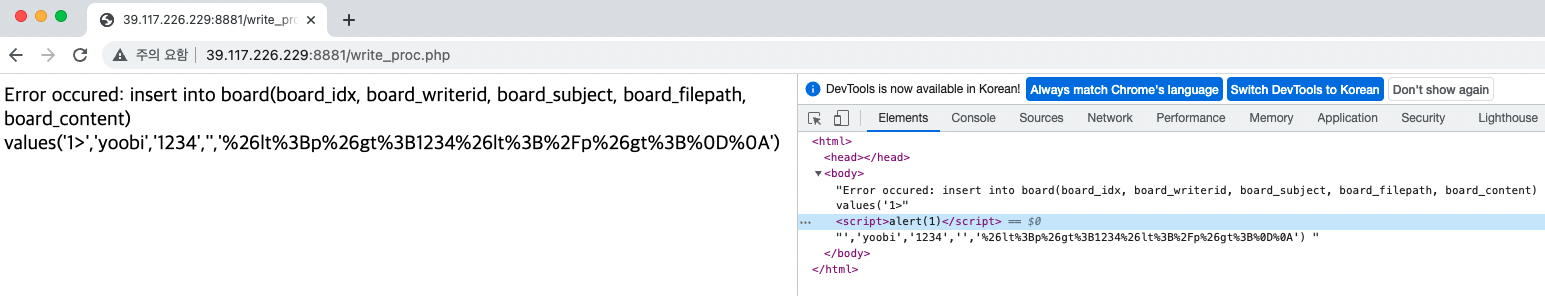 39.117.226.229:8881/write_pro
주의 요함 39.117.226.229:8881/write_proc.php
Error occured: insert into board(board_idx, board_writerid, board_subject, board_filepath,
board_content)
values('1>','yoobi','1234','','%26lt%3Bp%26gt%3B1234%26lt%3B%2Fp%26gt%3B%0D%0A')
DevTools is now available in Korean! Always match Chrome's language Switch DevTools to Korean Don't show again
Elements Console Sources Network Performance Memory Application Security Lighthouse
<html>
<head></head>
<body>
"Error occured: insert into board(board_idx, board_writerid, board_subject, board_filepath, board_content)
values('1>"
<script>alert(1)</script> == $0
"','yoobi','1234','','%26lt%3Bp%26gt%3B1234%26lt%3B%2Fp%26gt%3B%0D%0A') "
</body>
</html>